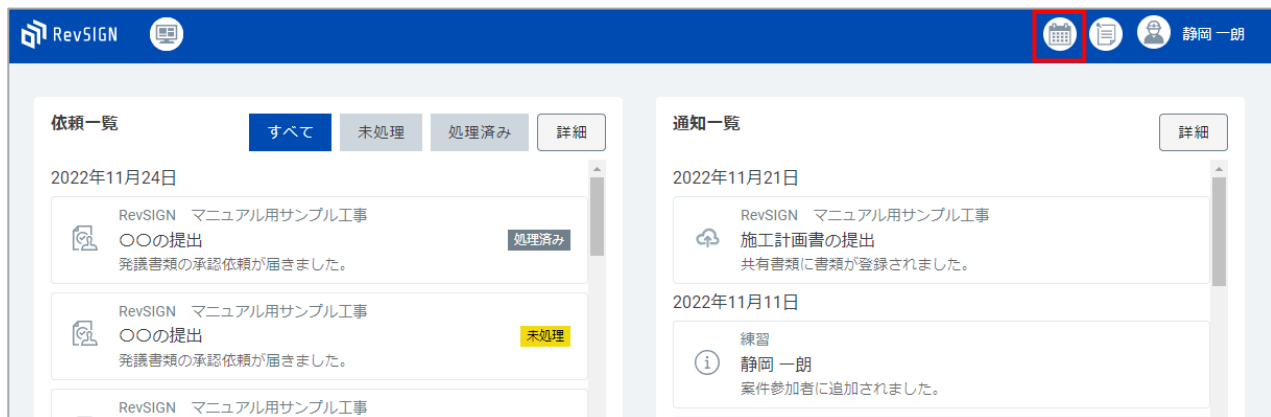 RevSIGN
静岡 一朗
依頼一覧
すべて
未処理
処理済み
詳細
2022年11月24日
RevSIGN マニュアル用サンプル工事
〇〇の提出
処理済み
発議書類の承認依頼が届きました。
RevSIGN マニュアル用サンプル工事
〇〇の提出
未処理
発議書類の承認依頼が届きました。
RevSIGN マニュアル用サンプル工事
通知一覧
詳細
2022年11月21日
RevSIGN マニュアル用サンプル工事
施工計画書の提出
共有書類に書類が登録されました。
2022年11月11日
練習
静岡 一朗
案件参加者に追加されました。